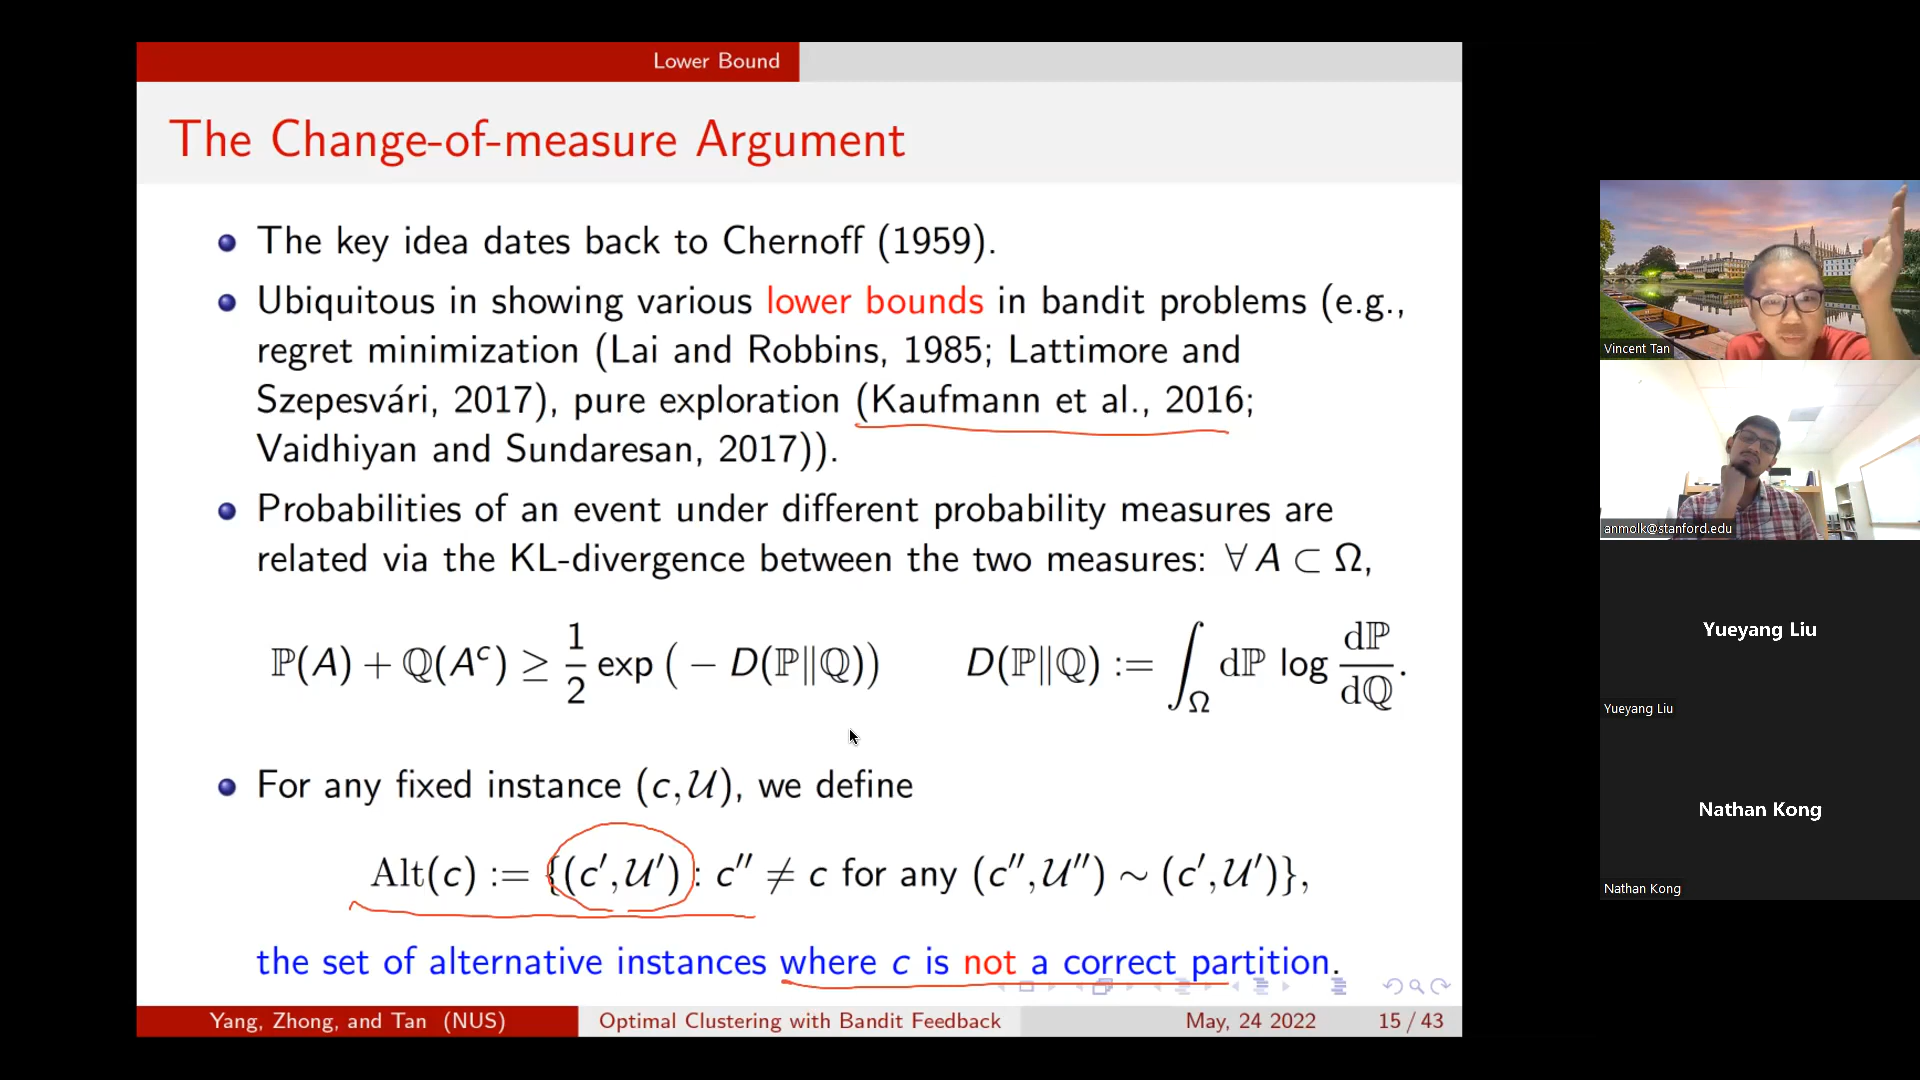 Lower Bound
The Change-of-measure Argument
The key idea dates back to Chernoff (1959).
Ubiquitous in showing various lower bounds in bandit problems (e.g.,
regret minimization (Lai and Robbins, 1985; Lattimore and
Szepesvári, 2017), pure exploration (Kaufmann et al., 2016;
Vaidhiyan and Sundaresan, 2017)).
Probabilities of an event under different probability measures are
related via the KL-divergence between the two measures: ∀ A ⊂ Ω,
ℙ(A) + ℚ(Aᶜ) ≥ 1/2 exp ( − D(ℙ‖ℚ)) D(ℙ‖ℚ) := ∫_Ω dℙ log dℙ/dℚ.
For any fixed instance (c, 𝒰), we define
Alt(c) := {(c′, 𝒰′) : c″ ≠ c for any (c″, 𝒰″) ∼ (c′, 𝒰′)},
the set of alternative instances where c is not a correct partition.
Yang, Zhong, and Tan (NUS) Optimal Clustering with Bandit Feedback May, 24 2022 15 / 43
Vincent Tan
anmolk@stanford.edu
Yueyang Liu
Yueyang Liu
Nathan Kong
Nathan Kong